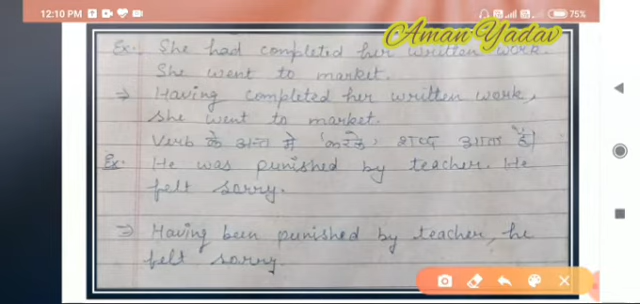 12:10 PM
75%
Aman Yadav
Ex. She had completed her written work.
She went to market.
⇒ Having completed her written work,
she went to market.
Verb के अन्त में 'करके' शब्द आता है।
Ex. He was punished by teacher. He
felt sorry.
⇒ Having been punished by teacher, he
felt sorry.